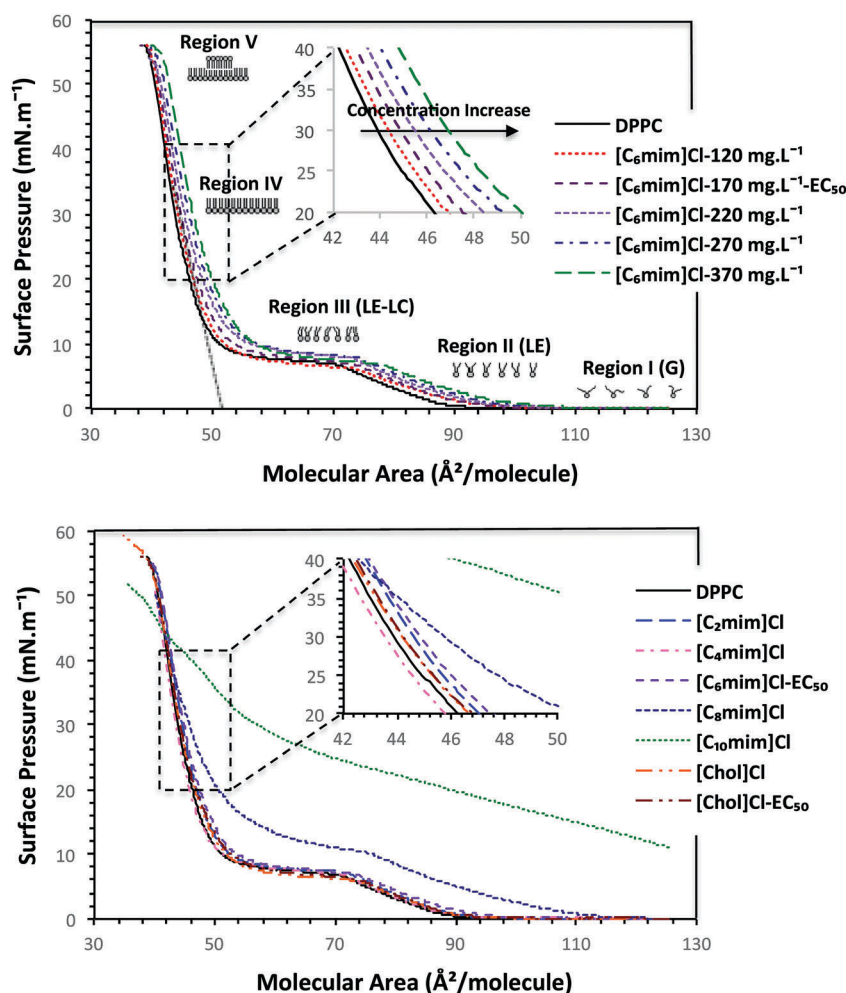 60
50
40
30
20
10
0
Surface Pressure (mN.m⁻¹)
Region V
Region IV
Region III (LE-LC)
Region II (LE)
Region I (G)
40
35
30
25
20
42 44 46 48 50
Concentration Increase
DPPC
[C₆mim]Cl-120 mg.L⁻¹
[C₆mim]Cl-170 mg.L⁻¹-EC₅₀
[C₆mim]Cl-220 mg.L⁻¹
[C₆mim]Cl-270 mg.L⁻¹
[C₆mim]Cl-370 mg.L⁻¹
30 50 70 90 110 130
Molecular Area (Å²/molecule)
60
50
40
30
20
10
0
Surface Pressure (mN.m⁻¹)
40
35
30
25
20
42 44 46 48 50
DPPC
[C₂mim]Cl
[C₄mim]Cl
[C₆mim]Cl-EC₅₀
[C₈mim]Cl
[C₁₀mim]Cl
[Chol]Cl
[Chol]Cl-EC₅₀
30 50 70 90 110 130
Molecular Area (Å²/molecule)